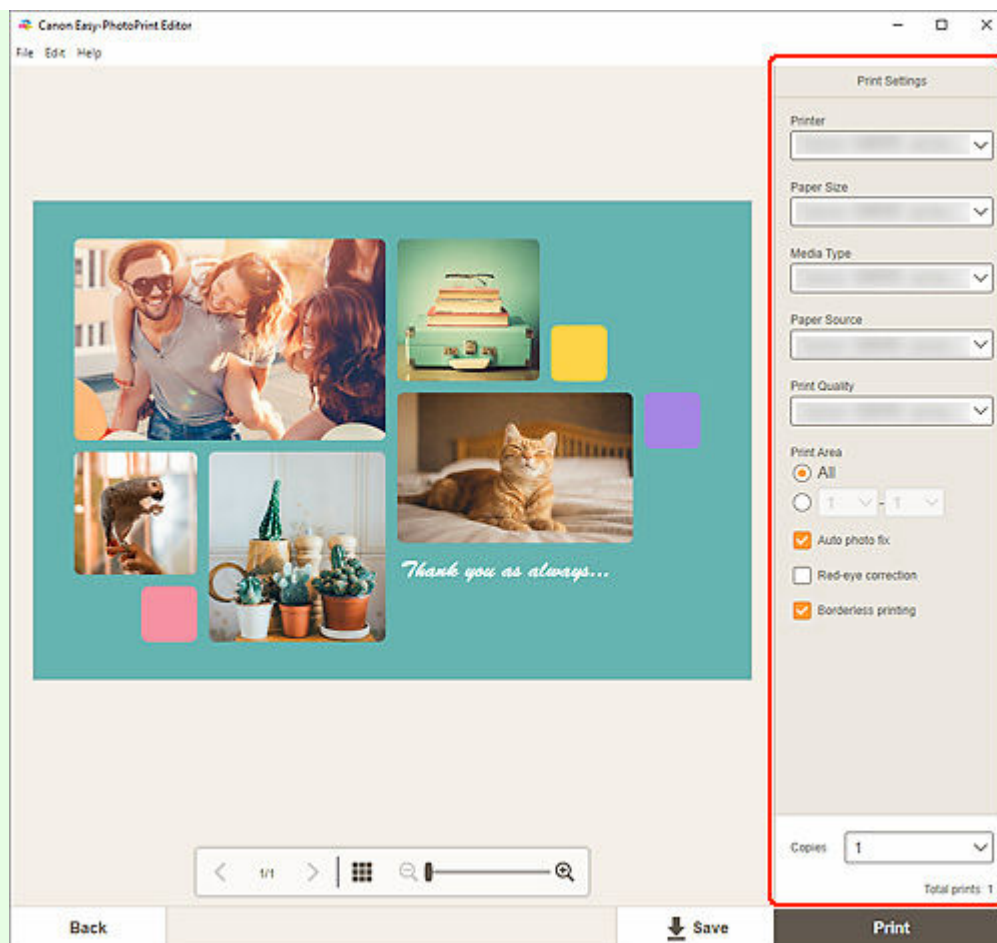 Canon Easy-PhotoPrint Editor
File Edit Help
Print Settings
Printer
Paper Size
Media Type
Paper Source
Print Quality
Print Area
All
1 - 1
Auto photo fix
Red-eye correction
Borderless printing
Thank you as always...
Copies 1
Total prints: 1
1/1
Back
Save
Print